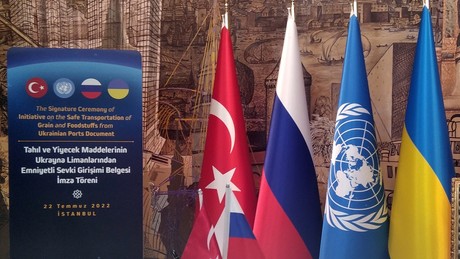 The Signature Ceremony of
Initiative on the Safe Transportation of
Grain and Foodstuffs from
Ukrainian Ports Document
Tahıl ve Yiyecek Maddelerinin
Ukrayna Limanlarından
Emniyetli Sevki Girişimi Belgesi
İmza Töreni
22 Temmuz 2022
İSTANBUL